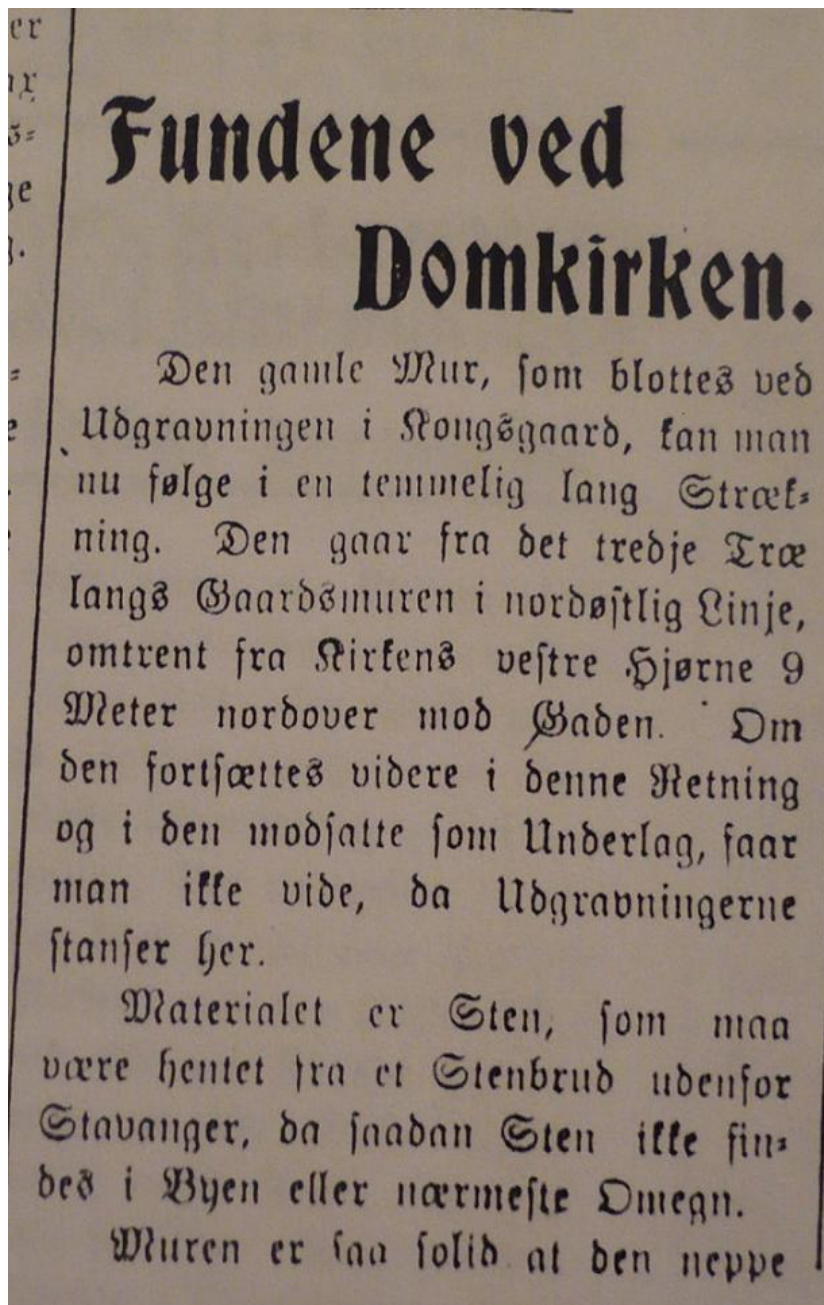 er
ge
Fundene ved
Domkirken.
Den gamle Mur, som blottes ved
Udgravningen i Kongsgaard, kan man
nu følge i en temmelig lang Stræk-
ning. Den gaar fra det tredje Træ
langs Gaardsmuren i nordøstlig Linje,
omtrent fra Kirkens vestre Hjørne 9
Meter nordover mod Gaden. Om
den fortsættes videre i denne Retning
og i den modsatte som Underlag, faar
man ikke vide, da Udgravningerne
stanser her.
Materialet er Sten, som maa
være hentet fra et Stenbrud udenfor
Stavanger, da saadan Sten ikke fin-
des i Byen eller nærmeste Omegn.
Muren er saa solid at den neppe